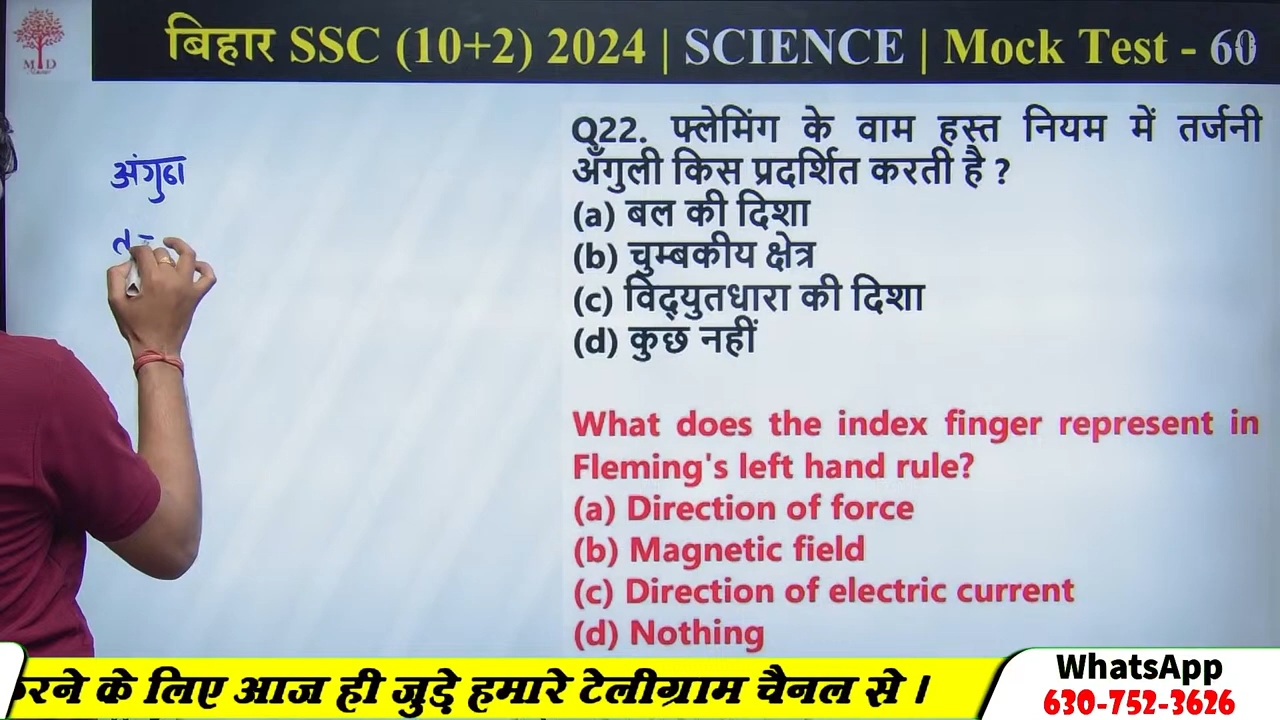 बिहार SSC (10+2) 2024 | SCIENCE | Mock Test - 60
M D
Q22. फ्लेमिंग के वाम हस्त नियम में तर्जनी
अँगुली किस प्रदर्शित करती है ?
(a) बल की दिशा
(b) चुम्बकीय क्षेत्र
(c) विद्युतधारा की दिशा
(d) कुछ नहीं
अंगुठा
What does the index finger represent in
Fleming's left hand rule?
(a) Direction of force
(b) Magnetic field
(c) Direction of electric current
(d) Nothing
करने के लिए आज ही जुड़े हमारे टेलीग्राम चैनल से ।
WhatsApp
630-752-3626